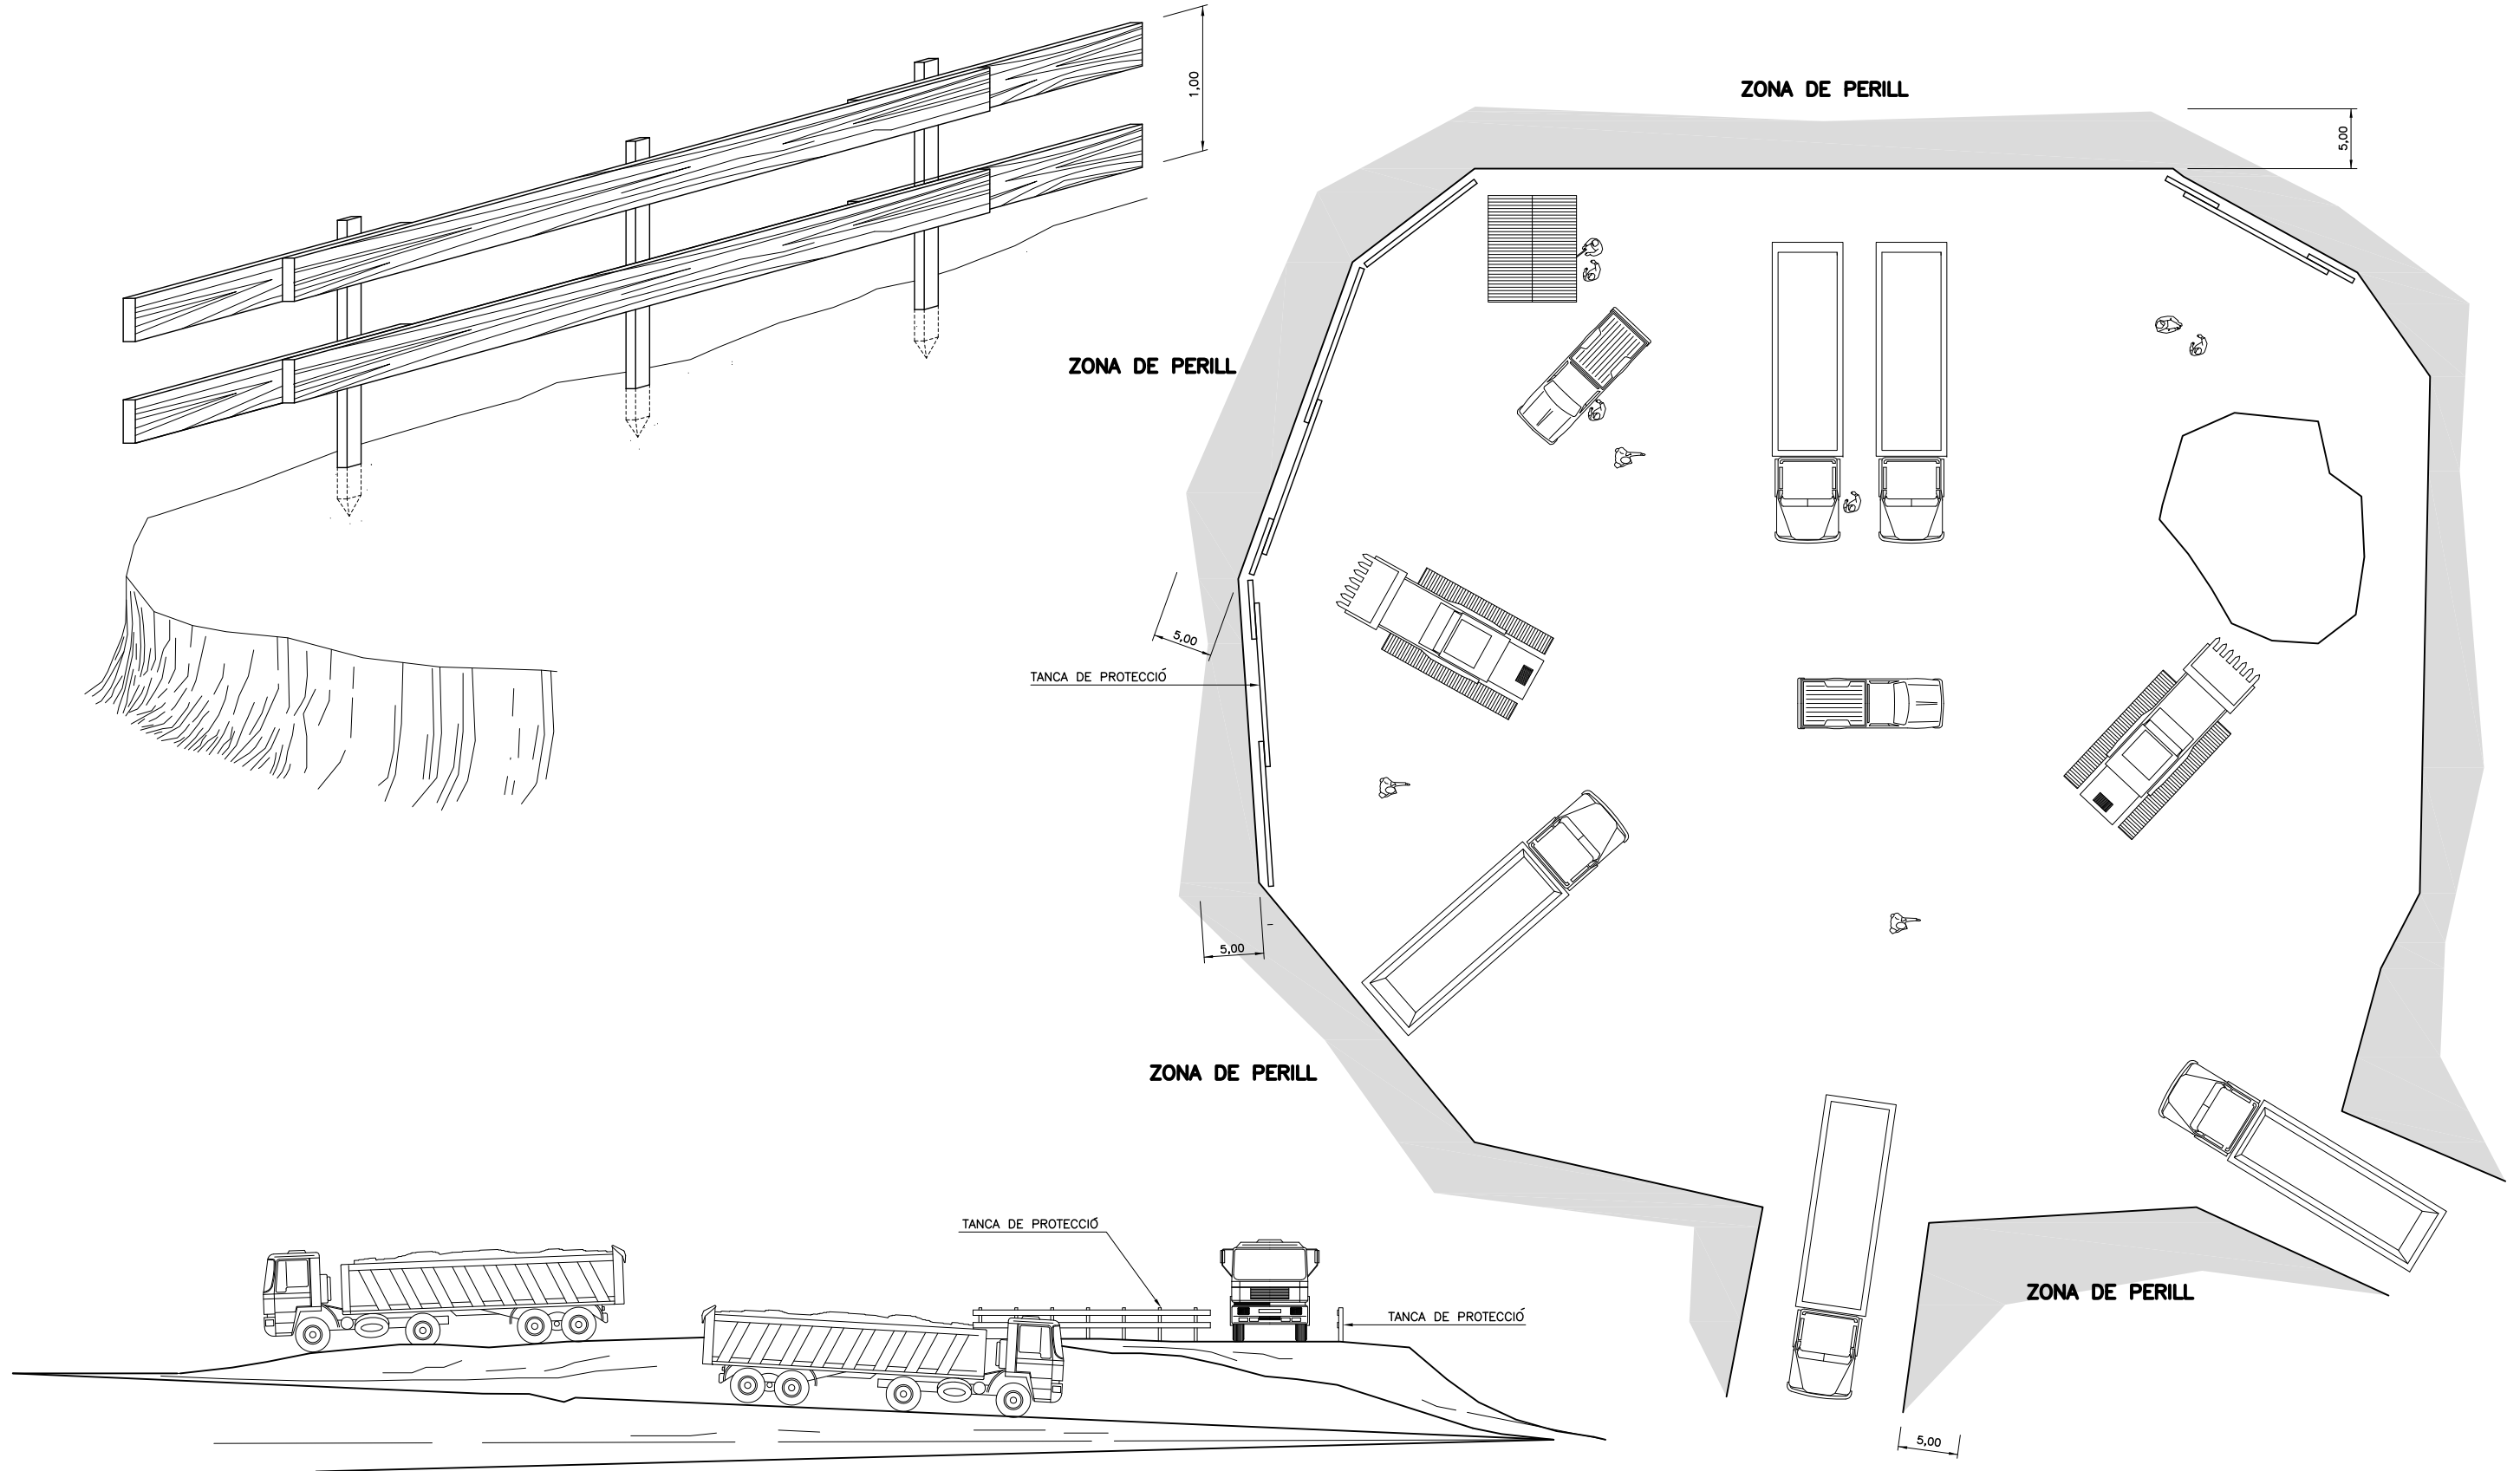 1,00
ZONA DE PERILL
5,00
ZONA DE PERILL
5,00
TANCA DE PROTECCIÓ
5,00
ZONA DE PERILL
TANCA DE PROTECCIÓ
ZONA DE PERILL
TANCA DE PROTECCIÓ
5,00